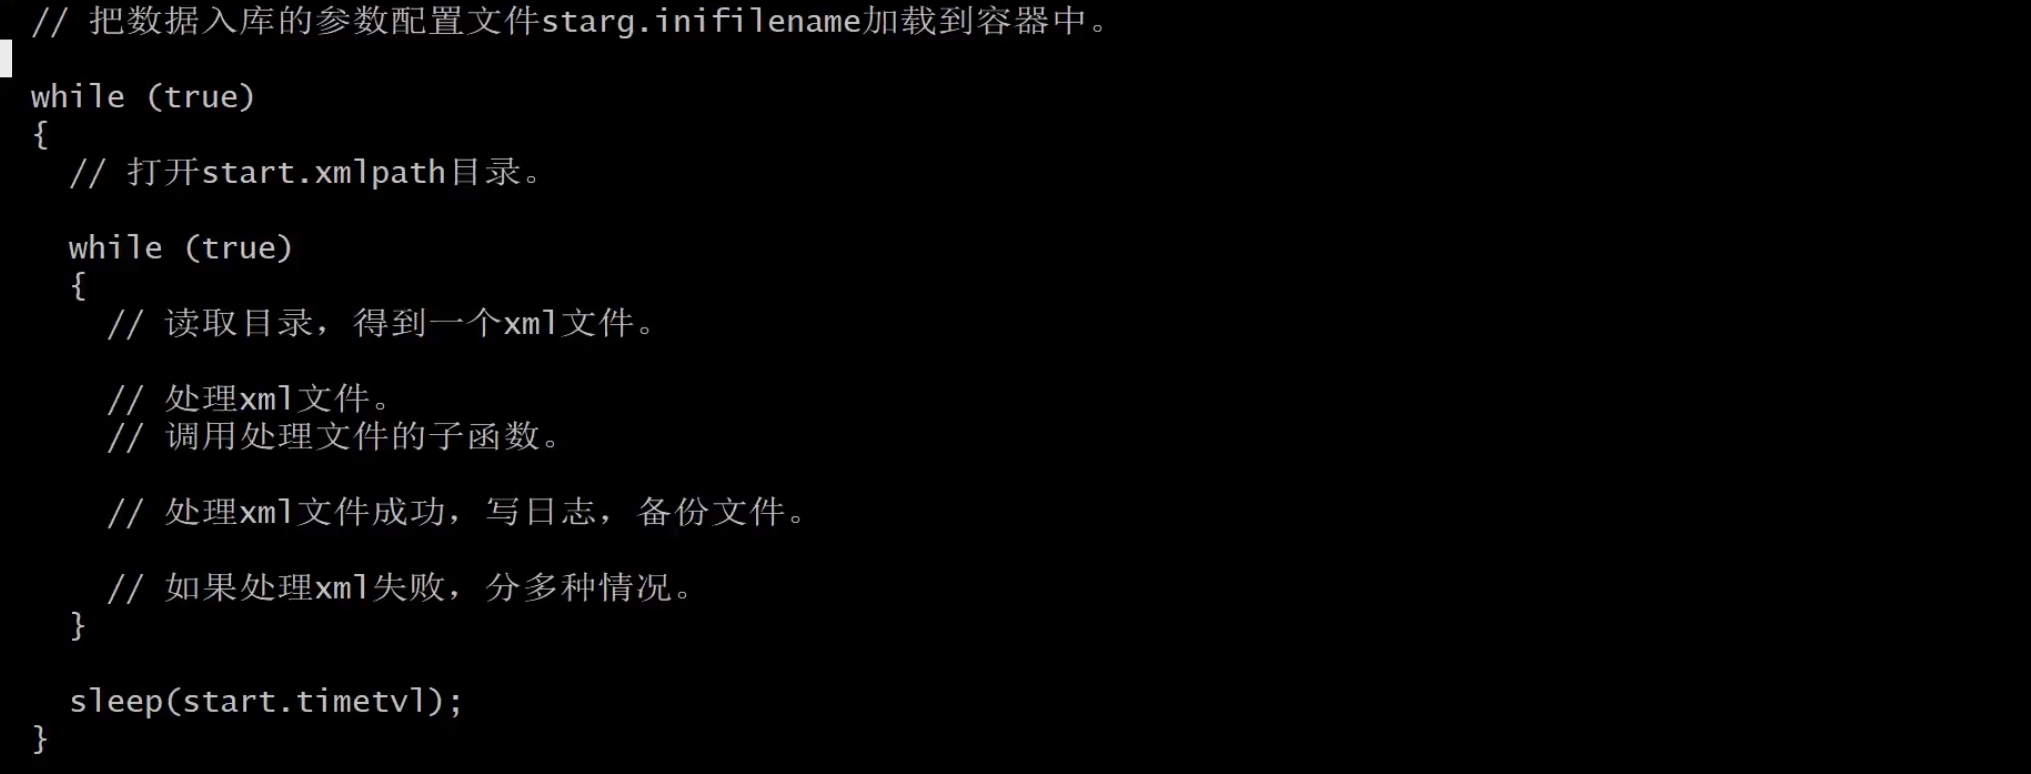 // 把数据入库的参数配置文件starg.inifilename加载到容器中。
while (true)
{
// 打开start.xmlpath目录。
while (true)
{
// 读取目录，得到一个xml文件。
// 处理xml文件。
// 调用处理文件的子函数。
// 处理xml文件成功，写日志，备份文件。
// 如果处理xml失败，分多种情况。
}
sleep(start.timetvl);
}